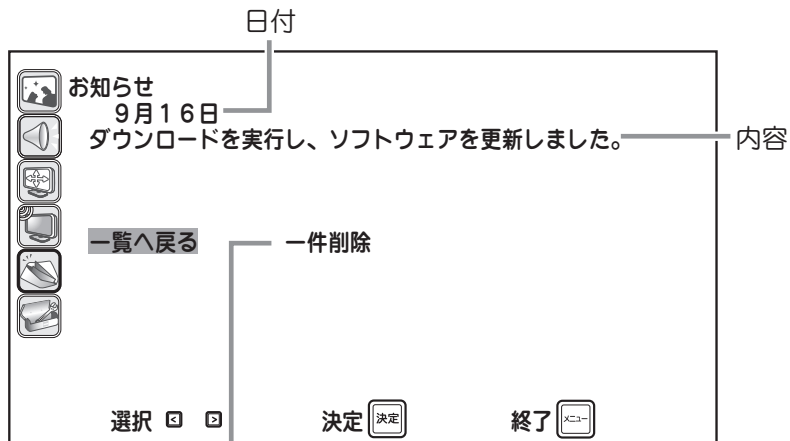 日付
お知らせ
９月１６日
ダウンロードを実行し、ソフトウェアを更新しました。
内容
一覧へ戻る 一件削除
選択 決定 決定 終了 メニュー